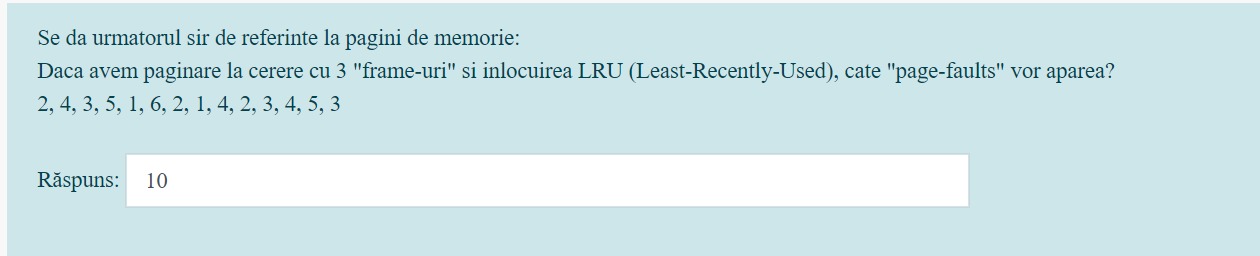 Se da urmatorul sir de referinte la pagini de memorie:
Daca avem paginare la cerere cu 3 "frame-uri" si inlocuirea LRU (Least-Recently-Used), cate "page-faults" vor aparea?
2, 4, 3, 5, 1, 6, 2, 1, 4, 2, 3, 4, 5, 3
Răspuns: 10